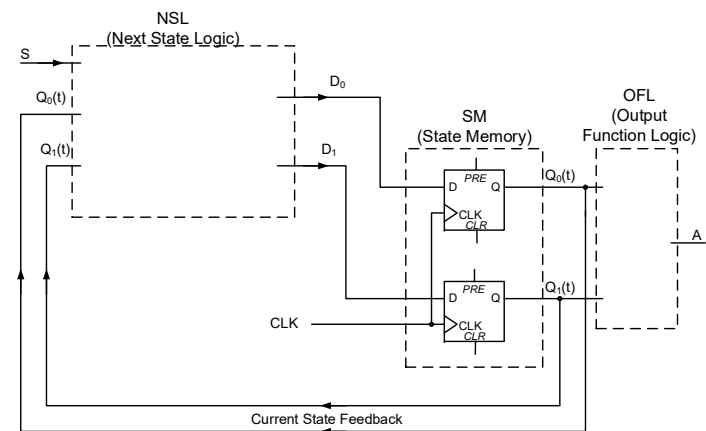 NSL
(Next State Logic)
S
Q₀(t)
Q₁(t)
D₀
D₁
SM
(State Memory)
OFL
(Output
Function Logic)
PRE
D Q
CLK
CLR
Q₀(t)
A
PRE
D Q
CLK
CLR
Q₁(t)
CLK
Current State Feedback